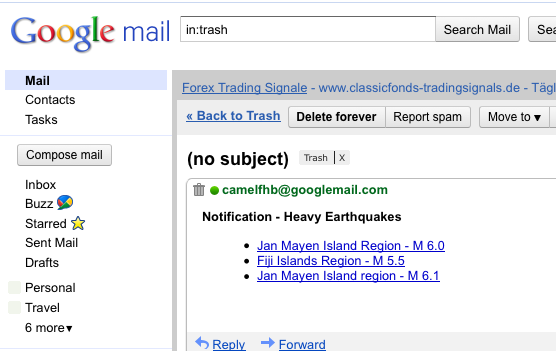 Google mail
in:trash
Search Mail
Sea
Mail
Contacts
Tasks
Compose mail
Inbox
Buzz
Starred
Sent Mail
Drafts
Personal
Travel
6 more▾
Forex Trading Signale - www.classicfonds-tradingsignals.de - Tägl
« Back to Trash
Delete forever
Report spam
Move to ▾
(no subject)
Trash | X
camelfhb@googlemail.com
Notification - Heavy Earthquakes
• Jan Mayen Island Region - M 6.0
• Fiji Islands Region - M 5.5
• Jan Mayen Island region - M 6.1
Reply
Forward